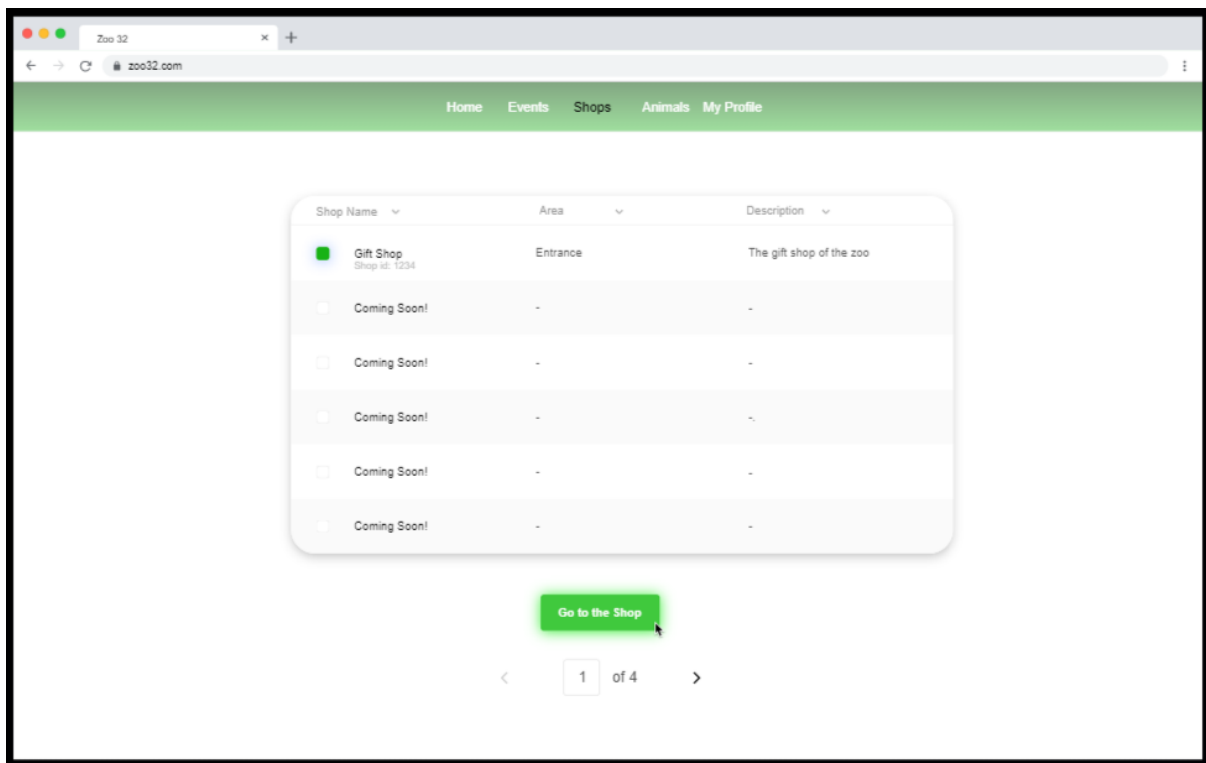 Zoo 32
zoo32.com
Home Events Shops Animals My Profile
Shop Name Area Description
Gift Shop Entrance The gift shop of the zoo
Shop id: 1234
Coming Soon! - -
Coming Soon! - -
Coming Soon! - -.
Coming Soon! - -
Coming Soon! - -
Go to the Shop
1 of 4